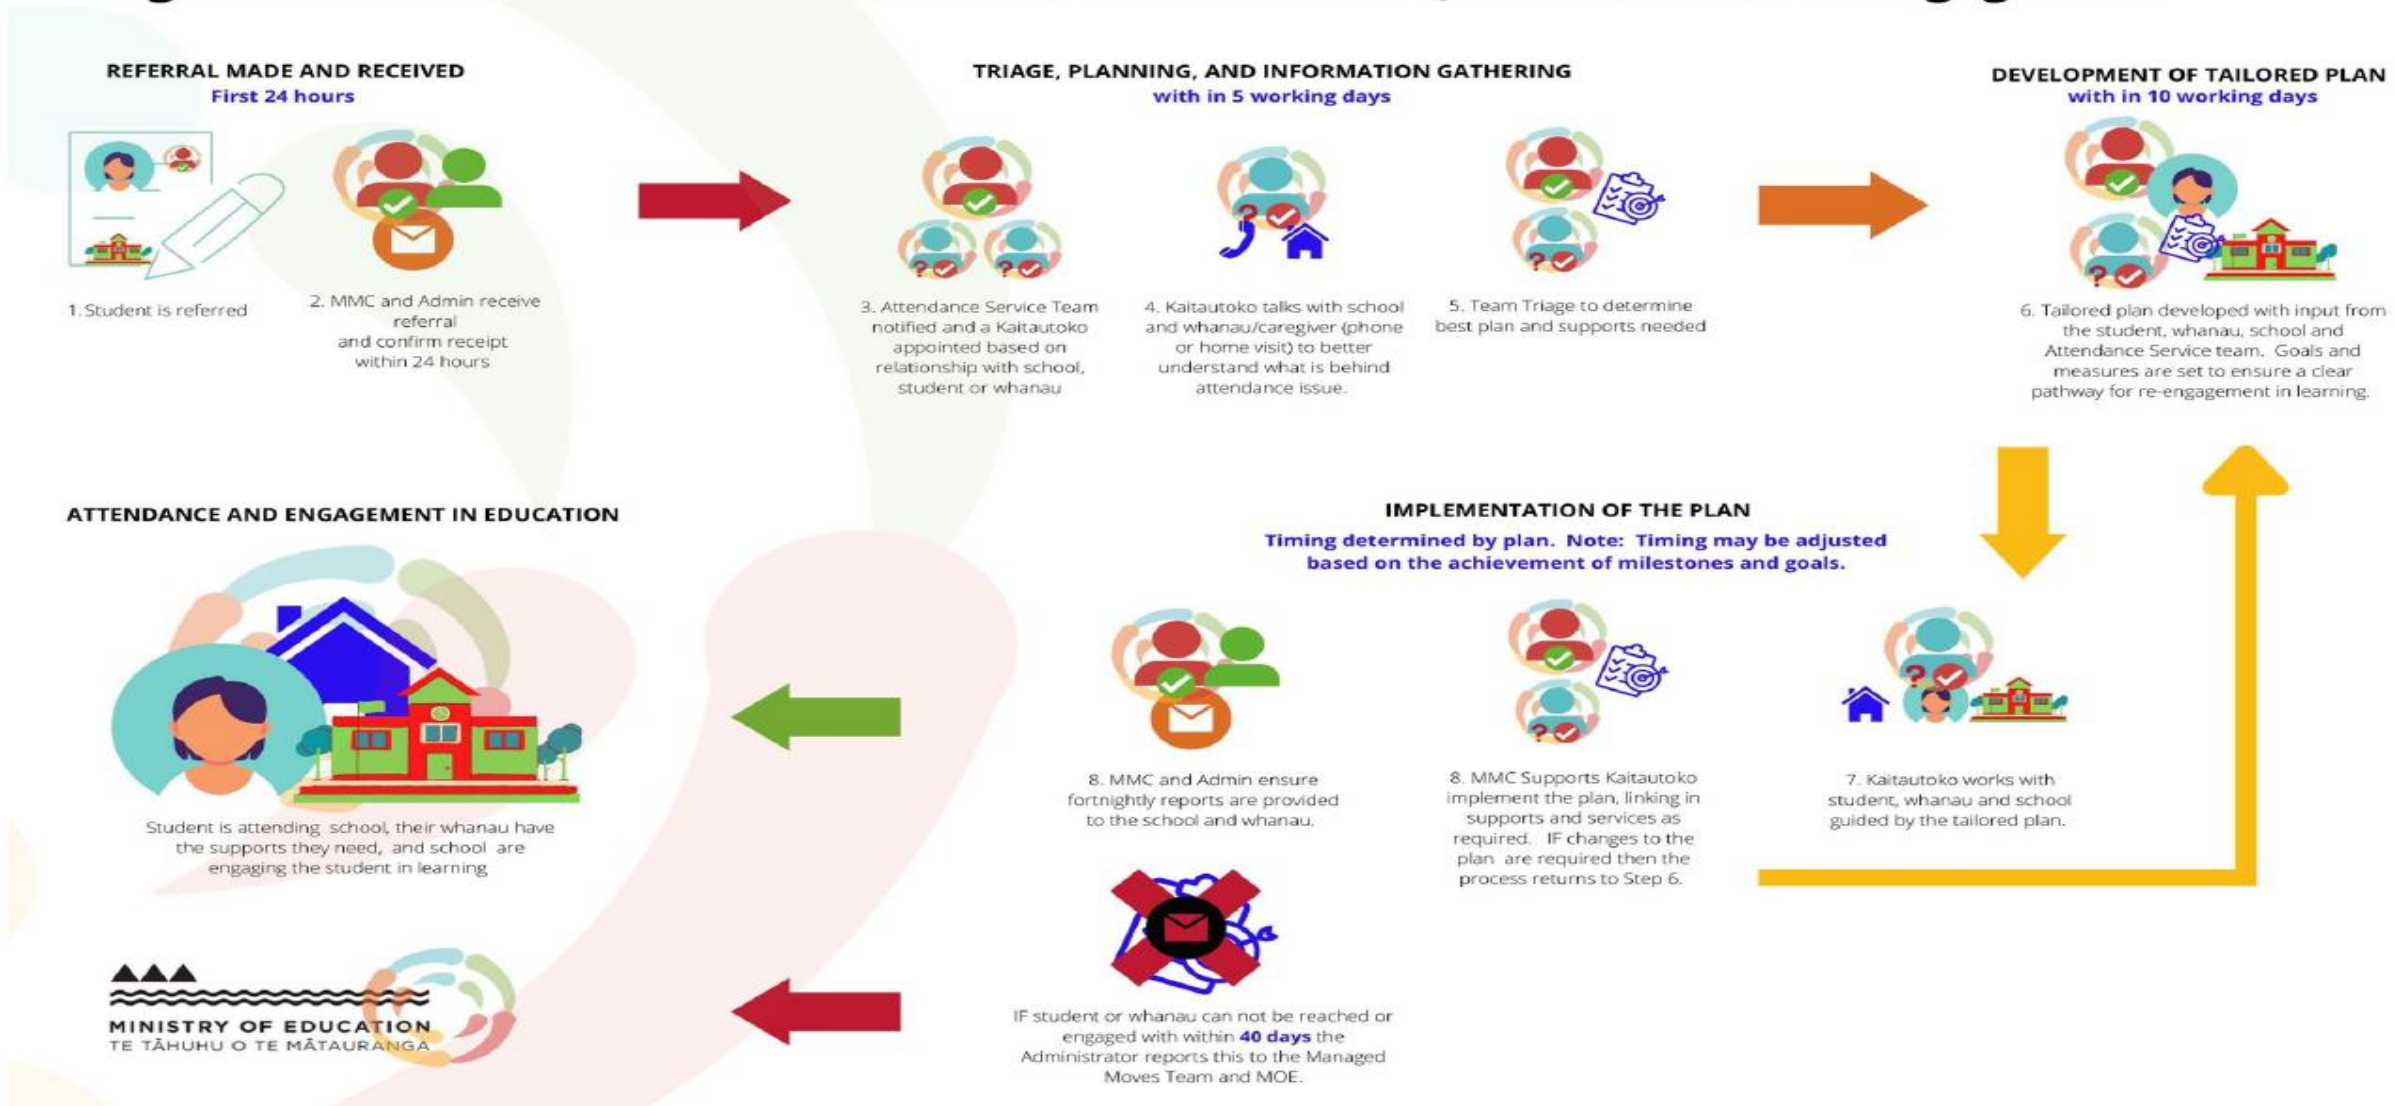 REFERRAL MADE AND RECEIVED
First 24 hours
1. Student is referred
2. MMC and Admin receive
referral
and confirm receipt
within 24 hours
TRIAGE, PLANNING, AND INFORMATION GATHERING
with in 5 working days
3. Attendance Service Team
notified and a Kaitautoko
appointed based on
relationship with school,
student or whanau
4. Kaitautoko talks with school
and whanau/caregiver (phone
or home visit) to better
understand what is behind
attendance issue.
5. Team Triage to determine
best plan and supports needed
DEVELOPMENT OF TAILORED PLAN
with in 10 working days
6. Tailored plan developed with input from
the student, whanau, school and
Attendance Service team. Goals and
measures are set to ensure a clear
pathway for re-engagement in learning.
IMPLEMENTATION OF THE PLAN
Timing determined by plan. Note: Timing may be adjusted
based on the achievement of milestones and goals.
7. Kaitautoko works with
student, whanau and school
guided by the tailored plan.
8. MMC Supports Kaitautoko
implement the plan, linking in
supports and services as
required. IF changes to the
plan are required then the
process returns to Step 6.
8. MMC and Admin ensure
fortnightly reports are provided
to the school and whanau.
IF student or whanau can not be reached or
engaged with within 40 days the
Administrator reports this to the Managed
Moves Team and MOE.
ATTENDANCE AND ENGAGEMENT IN EDUCATION
Student is attending school, their whanau have
the supports they need, and school are
engaging the student in learning
MINISTRY OF EDUCATION
TE TĀHUHU O TE MĀTAURANGA